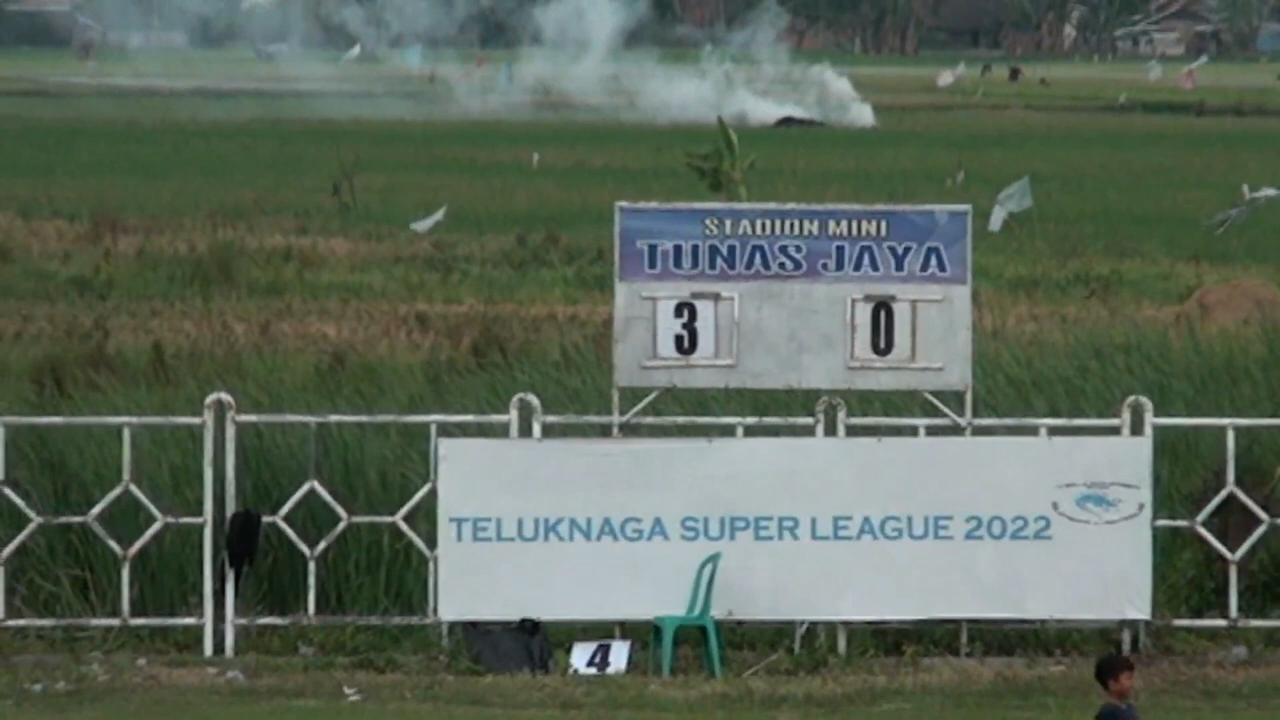 STADION MINI
TUNAS JAYA
3 0
TELUKNAGA SUPER LEAGUE 2022
4